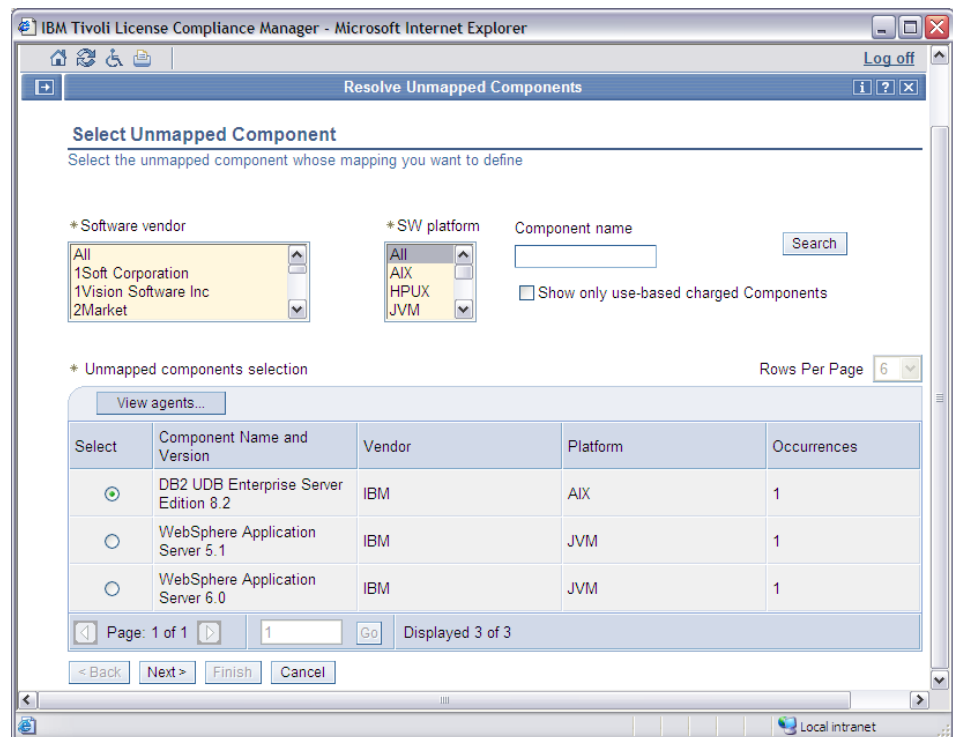 IBM Tivoli License Compliance Manager - Microsoft Internet Explorer
Log off
Resolve Unmapped Components
i ? X
Select Unmapped Component
Select the unmapped component whose mapping you want to define
*Software vendor *SW platform Component name
Search
All All
1Soft Corporation AIX
1Vision Software Inc HPUX
2Market JVM
Show only use-based charged Components
* Unmapped components selection Rows Per Page 6
View agents...
Select Component Name and Version Vendor Platform Occurrences
DB2 UDB Enterprise Server Edition 8.2 IBM AIX 1
WebSphere Application Server 5.1 IBM JVM 1
WebSphere Application Server 6.0 IBM JVM 1
Page: 1 of 1 1 Go Displayed 3 of 3
< Back Next > Finish Cancel
Local intranet